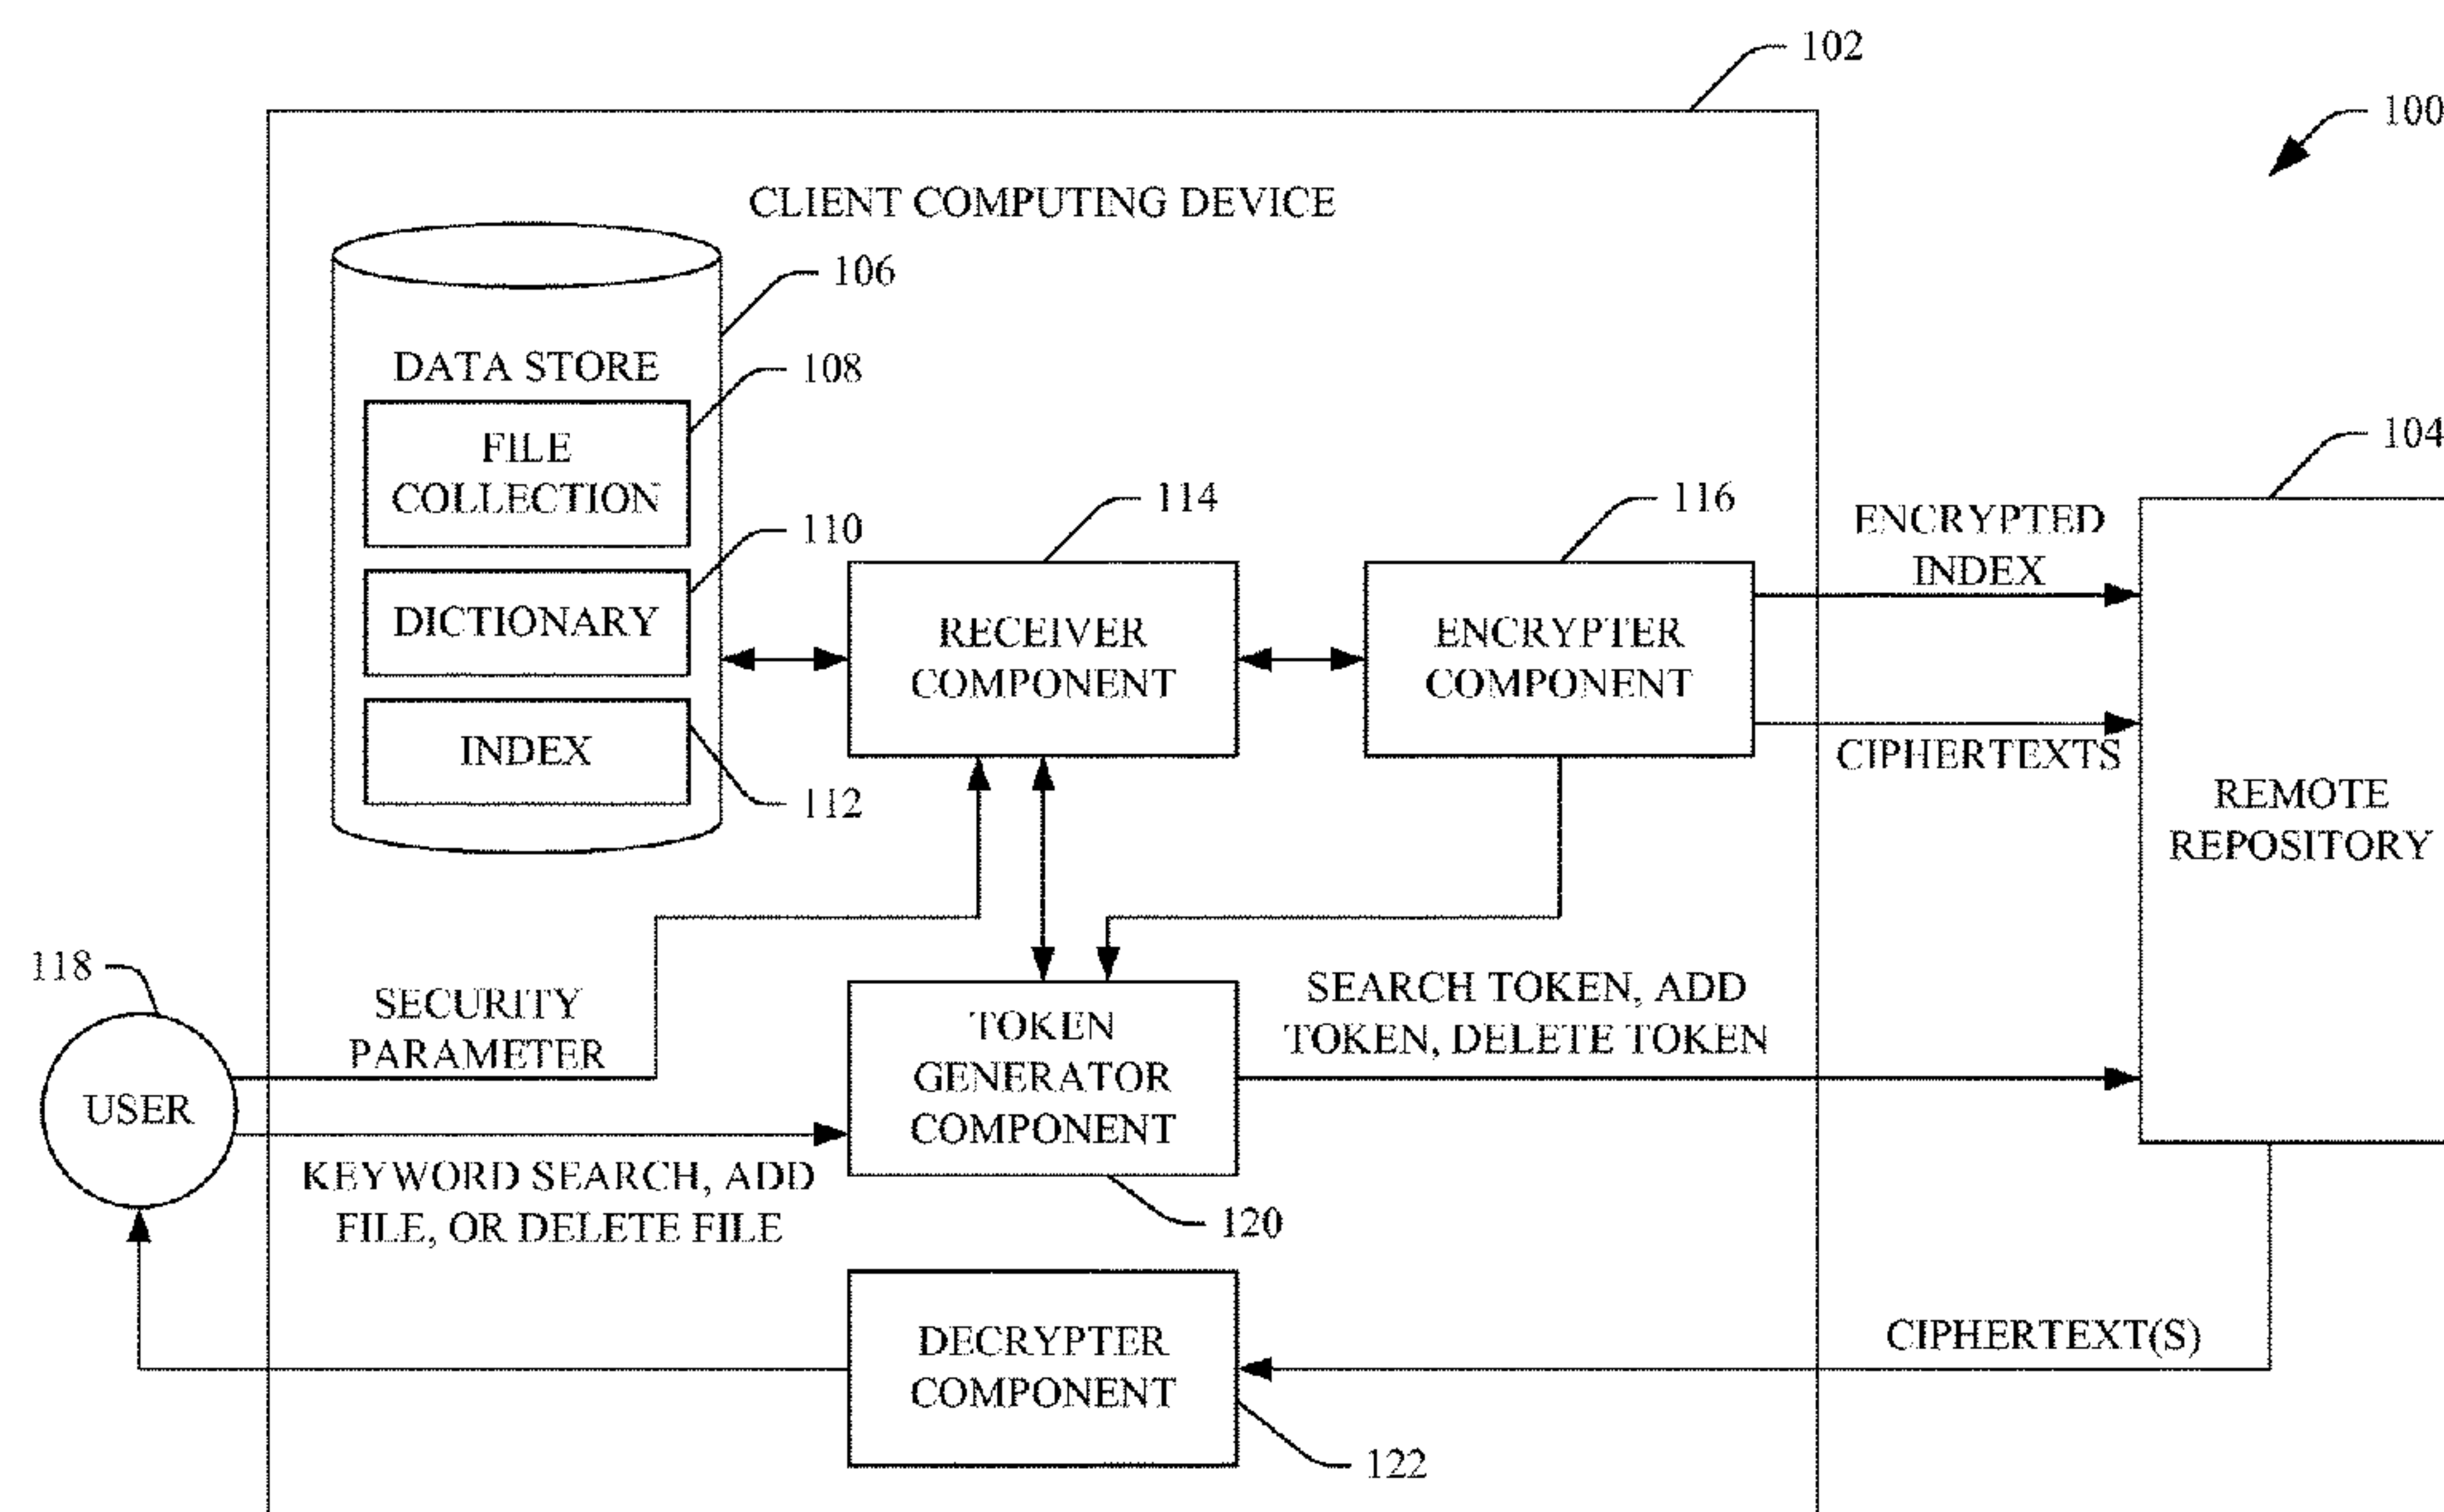 102
100
CLIENT COMPUTING DEVICE
106
DATA STORE
108
FILE
COLLECTION
110
DICTIONARY
INDEX
112
114
RECEIVER
COMPONENT
116
ENCRYPTER
COMPONENT
ENCRYPTED
INDEX
CIPHERTEXTS
104
REMOTE
REPOSITORY
118
USER
SECURITY
PARAMETER
KEYWORD SEARCH, ADD
FILE, OR DELETE FILE
TOKEN
GENERATOR
COMPONENT
120
SEARCH TOKEN, ADD
TOKEN, DELETE TOKEN
DECRYPTER
COMPONENT
122
CIPHERTEXT(S)